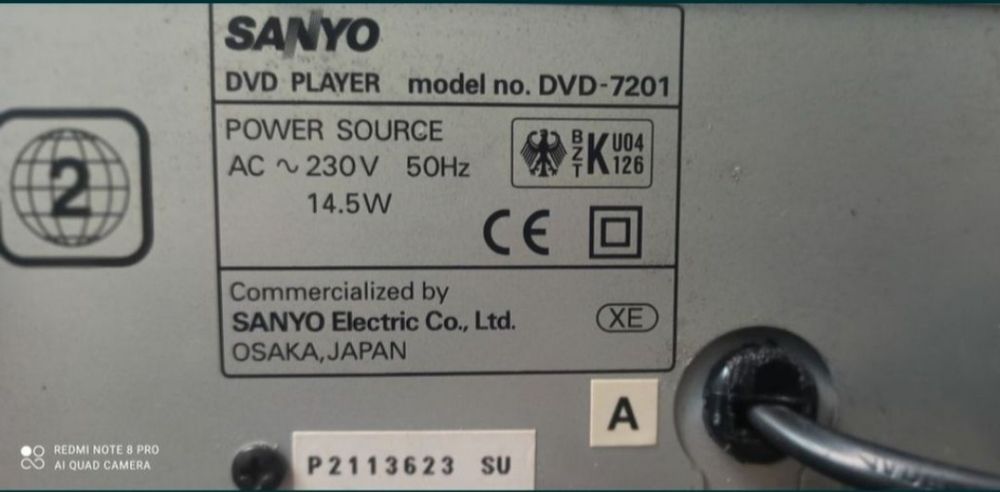 SANYO
DVD PLAYER model no. DVD-7201
POWER SOURCE
AC ~ 230V 50Hz
14.5W
BZT K U04 126
CE
Commercialized by
SANYO Electric Co., Ltd.
XE
OSAKA, JAPAN
2
A
P2113623 SU
REDMI NOTE 8 PRO
AI QUAD CAMERA